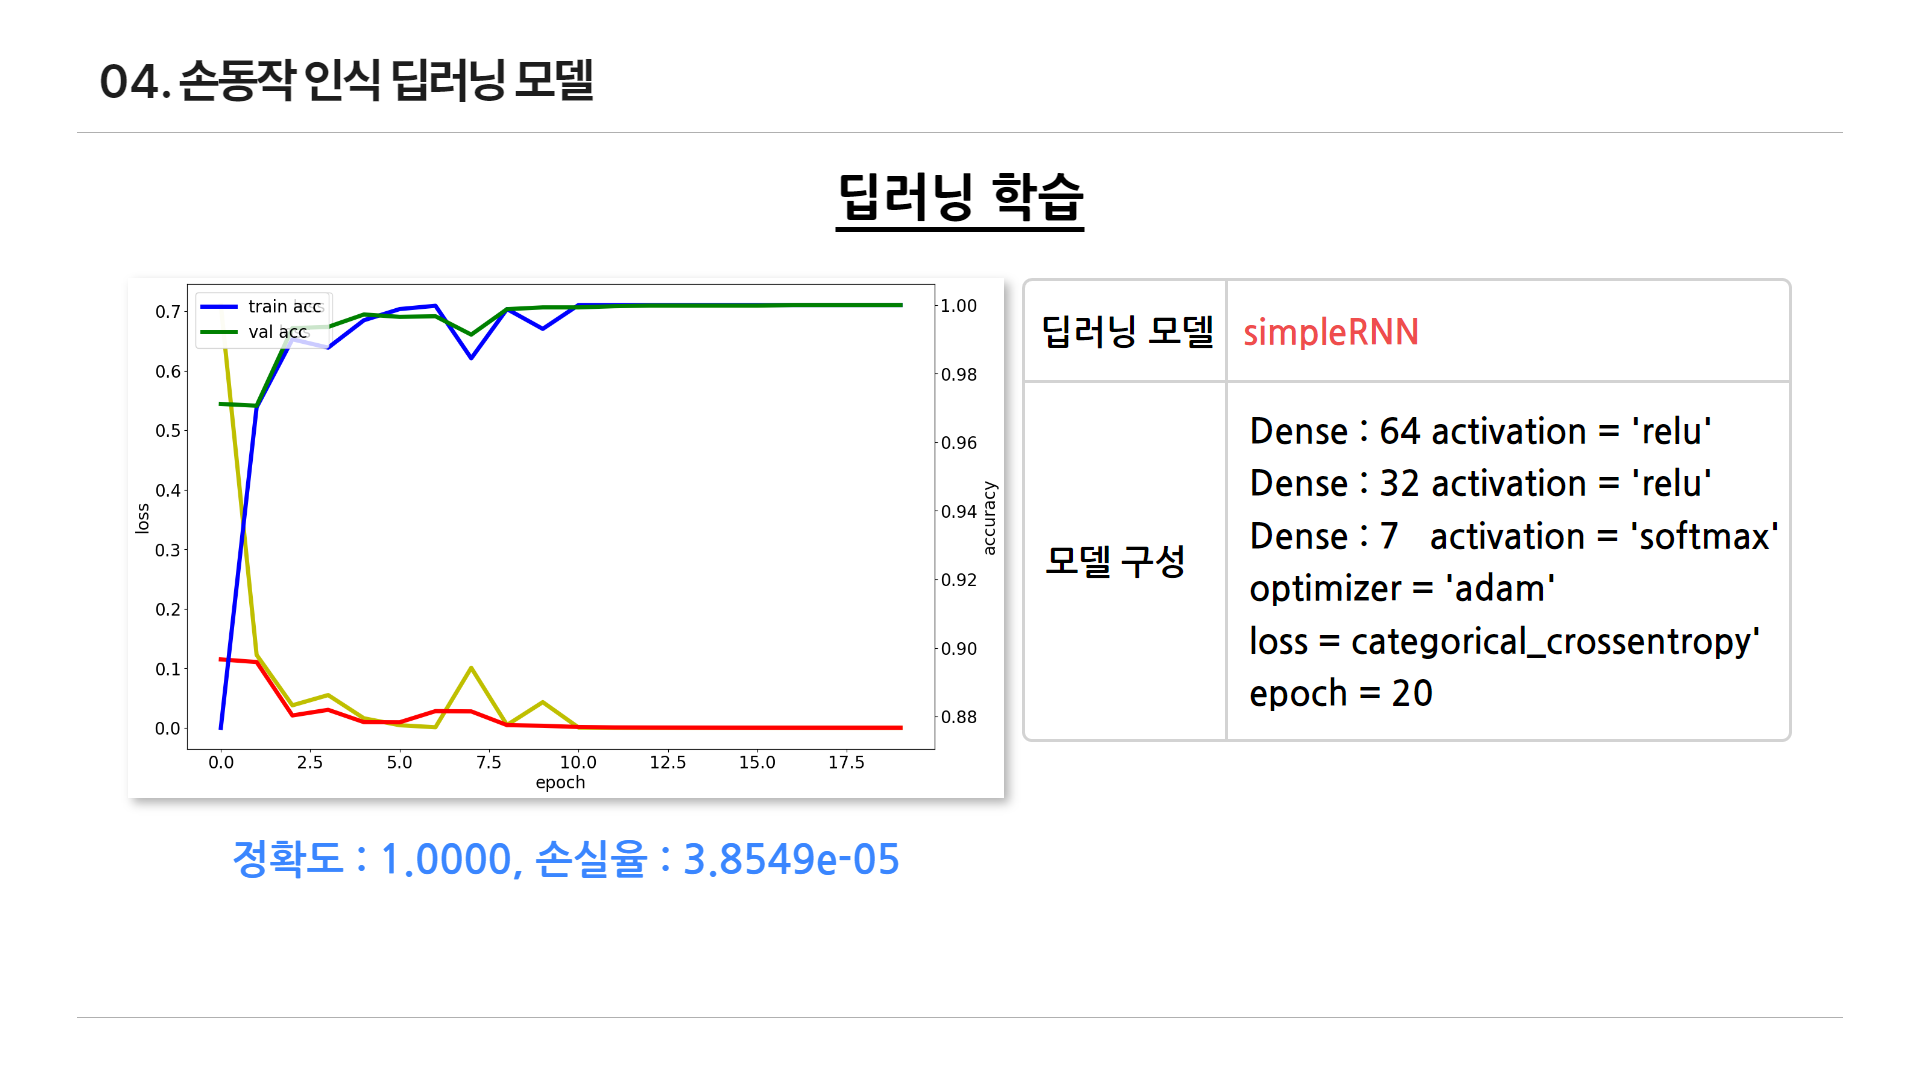 04. 손동작 인식 딥러닝 모델
딥러닝 학습
train acc
val acc
0.7
0.6
0.5
0.4
0.3
0.2
0.1
0.0
loss
1.00
0.98
0.96
0.94
0.92
0.90
0.88
accuracy
0.0 2.5 5.0 7.5 10.0 12.5 15.0 17.5
epoch
정확도 : 1.0000, 손실율 : 3.8549e-05
딥러닝 모델 simpleRNN
모델 구성
Dense : 64 activation = 'relu'
Dense : 32 activation = 'relu'
Dense : 7 activation = 'softmax'
optimizer = 'adam'
loss = categorical_crossentropy'
epoch = 20